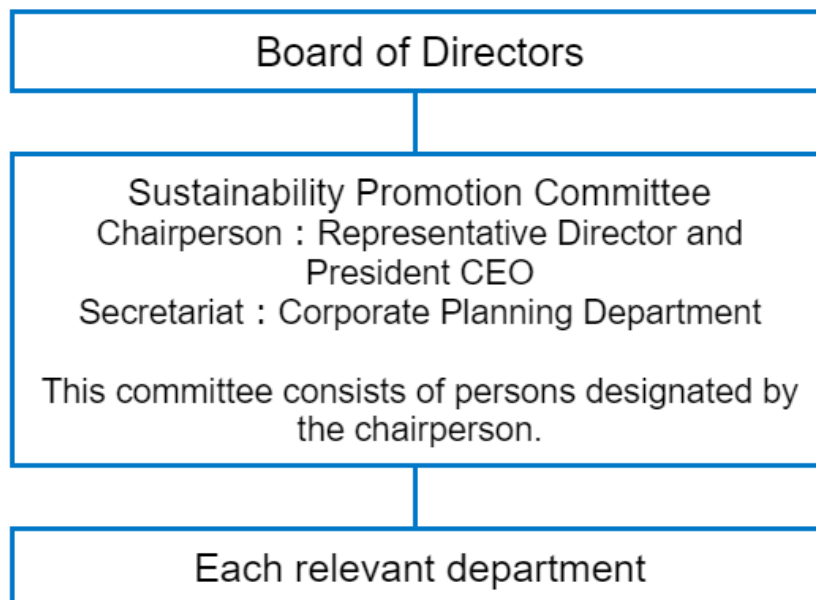 Board of Directors
Sustainability Promotion Committee
Chairperson：Representative Director and
President CEO
Secretariat：Corporate Planning Department
This committee consists of persons designated by
the chairperson.
Each relevant department